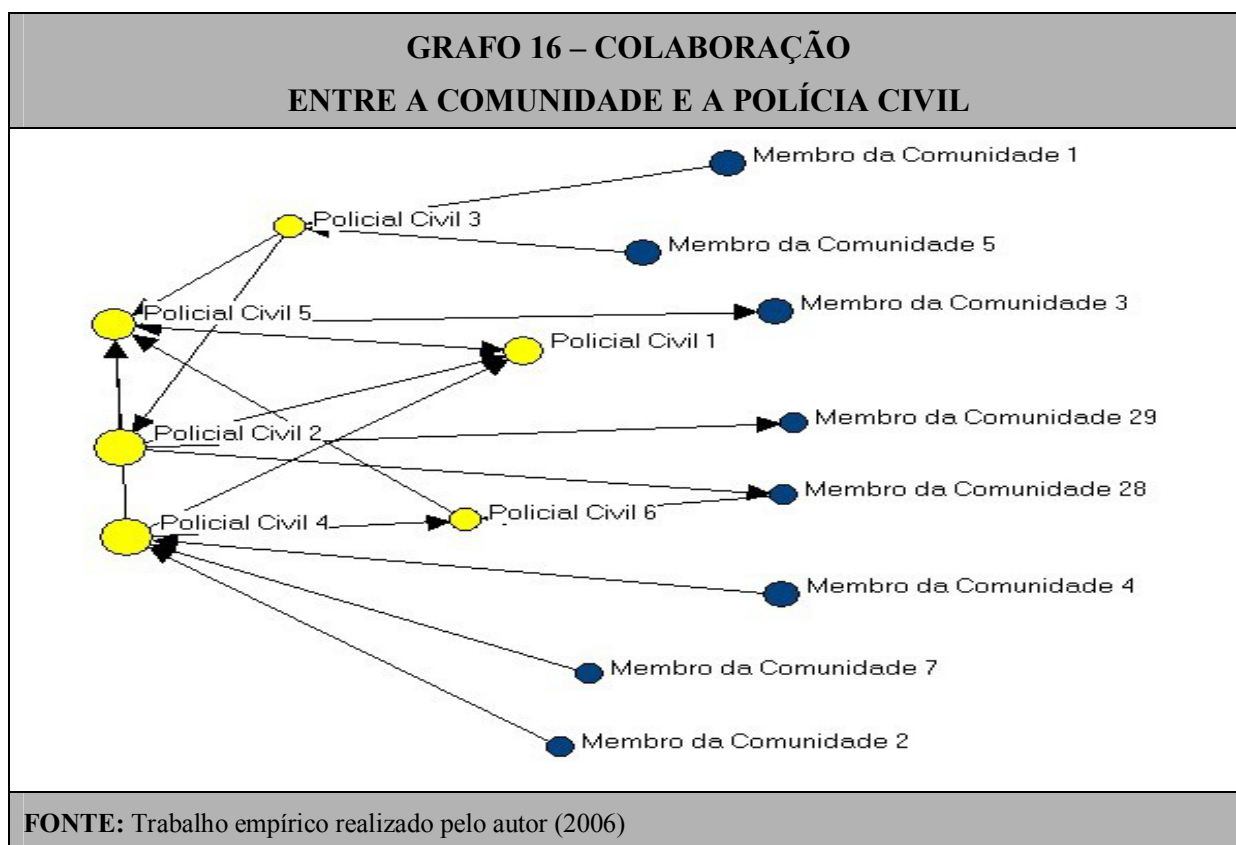 GRAFO 16 – COLABORAÇÃO
ENTRE A COMUNIDADE E A POLÍCIA CIVIL
Membro da Comunidade 1
Policial Civil 3
Membro da Comunidade 5
Membro da Comunidade 3
Policial Civil 5
Policial Civil 1
Membro da Comunidade 29
Policial Civil 2
Membro da Comunidade 28
Policial Civil 6
Policial Civil 4
Membro da Comunidade 4
Membro da Comunidade 7
Membro da Comunidade 2
FONTE: Trabalho empírico realizado pelo autor (2006)